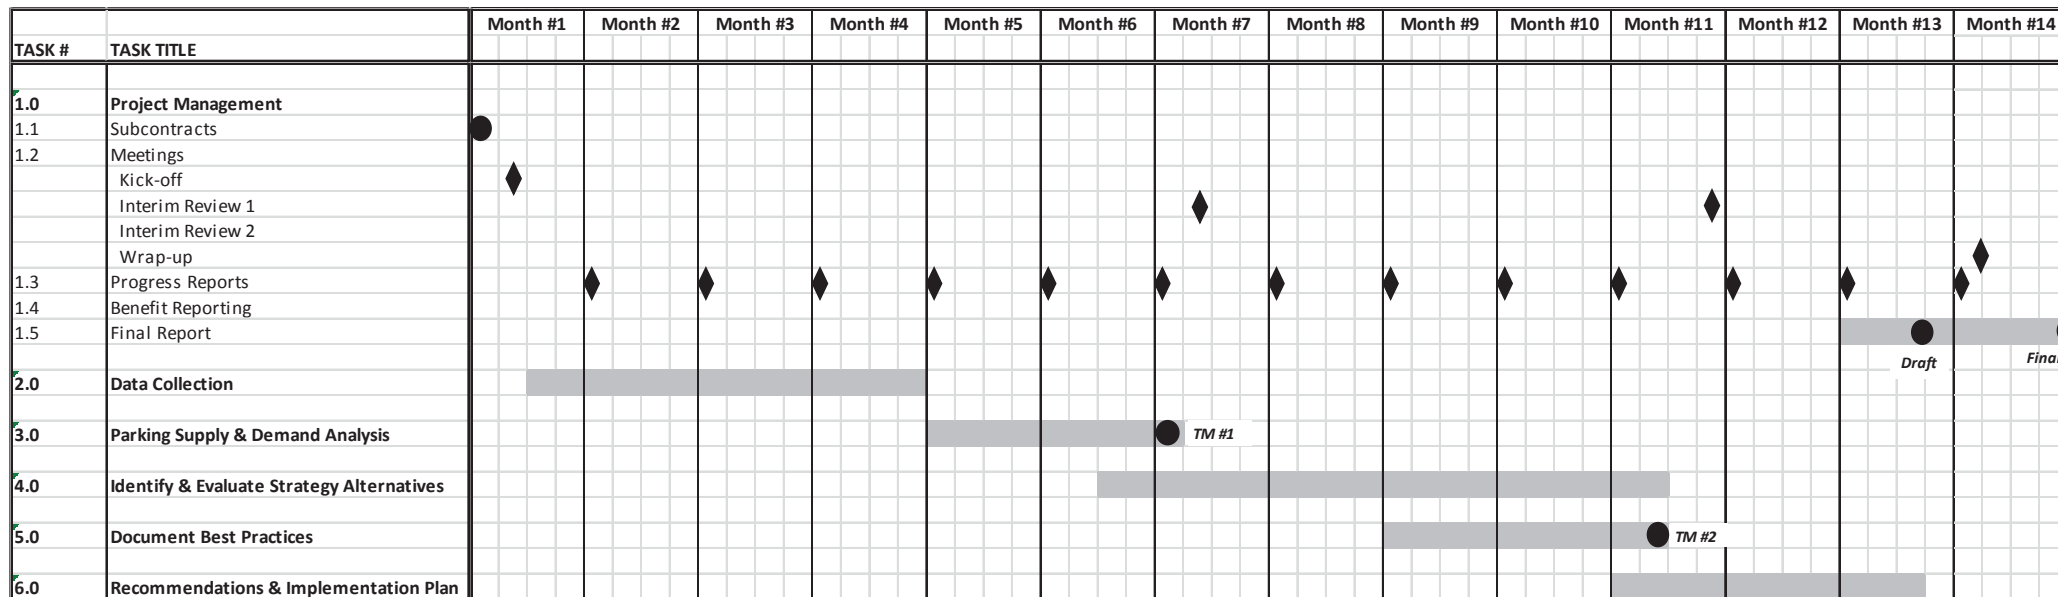 Month #1 Month #2 Month #3 Month #4 Month #5 Month #6 Month #7 Month #8 Month #9 Month #10 Month #11 Month #12 Month #13 Month #14
TASK # TASK TITLE
1.0 Project Management
1.1 Subcontracts
1.2 Meetings
Kick-off
Interim Review 1
Interim Review 2
Wrap-up
1.3 Progress Reports
1.4 Benefit Reporting
1.5 Final Report
Draft
2.0 Data Collection
3.0 Parking Supply & Demand Analysis TM #1
4.0 Identify & Evaluate Strategy Alternatives
5.0 Document Best Practices TM #2
6.0 Recommendations & Implementation Plan